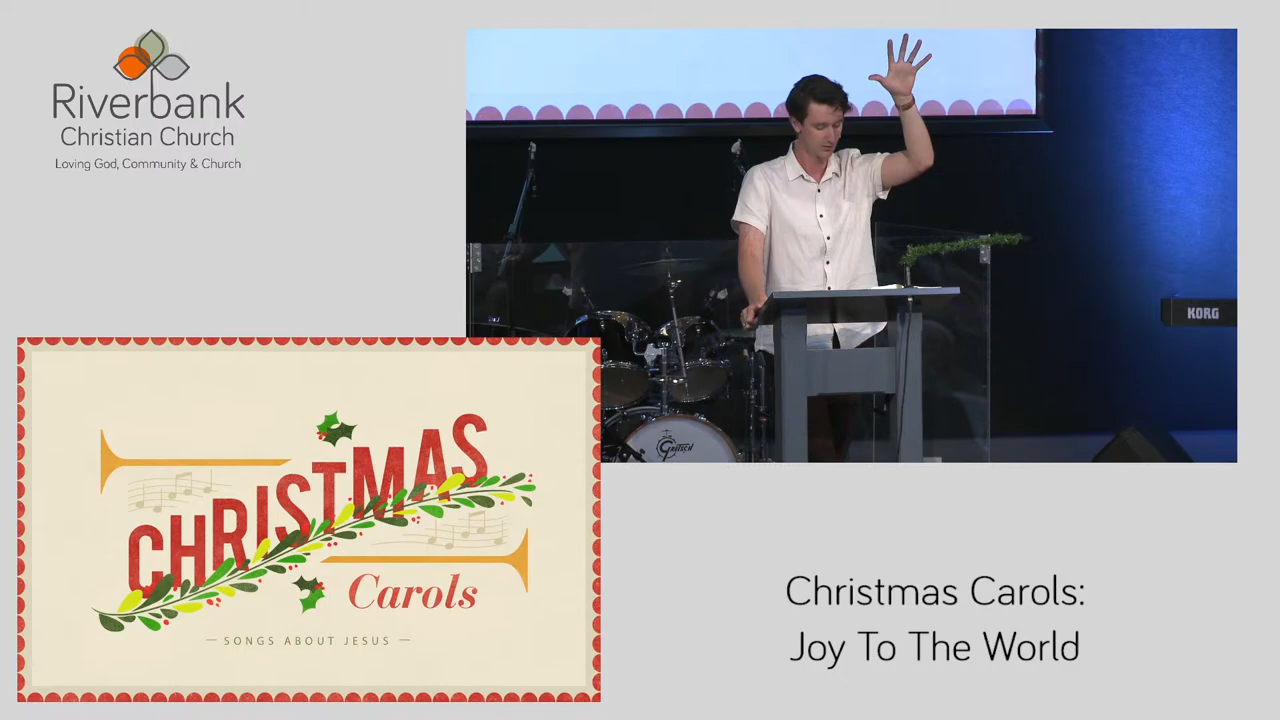 Riverbank
Christian Church
Loving God, Community & Church
KORG
GRETSCH
CHRISTMAS
Carols
— SONGS ABOUT JESUS —
Christmas Carols:
Joy To The World